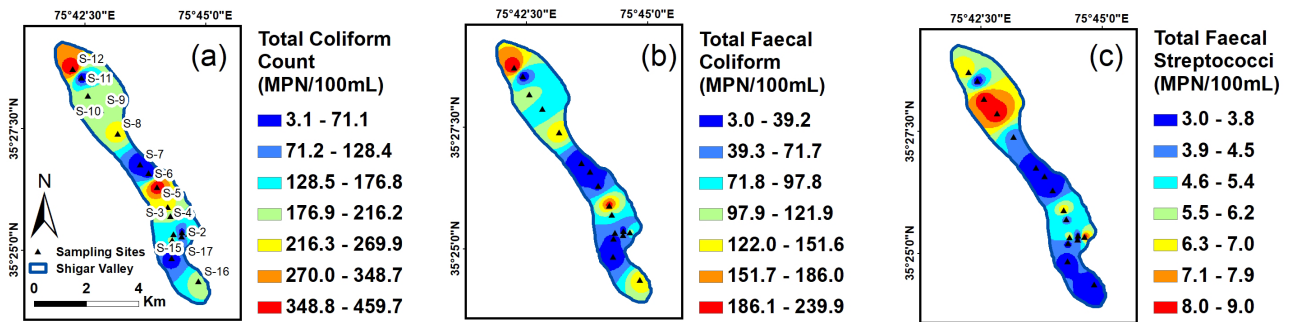 75°42'30"E 75°45'0"E
(a)
S-12
S-11
S-9
S-10
S-8
S-7
S-6
S-5
S-3 S-4
S-2
S-15
S-17
S-16
35°27'30"N
35°25'0"N
N
Sampling Sites
Shigar Valley
0 2 4
Km
Total Coliform
Count
(MPN/100mL)
3.1 - 71.1
71.2 - 128.4
128.5 - 176.8
176.9 - 216.2
216.3 - 269.9
270.0 - 348.7
348.8 - 459.7
75°42'30"E 75°45'0"E
(b)
35°27'30"N
35°25'0"N
Total Faecal
Coliform
(MPN/100mL)
3.0 - 39.2
39.3 - 71.7
71.8 - 97.8
97.9 - 121.9
122.0 - 151.6
151.7 - 186.0
186.1 - 239.9
75°42'30"E 75°45'0"E
(c)
35°27'30"N
35°25'0"N
Total Faecal
Streptococci
(MPN/100mL)
3.0 - 3.8
3.9 - 4.5
4.6 - 5.4
5.5 - 6.2
6.3 - 7.0
7.1 - 7.9
8.0 - 9.0